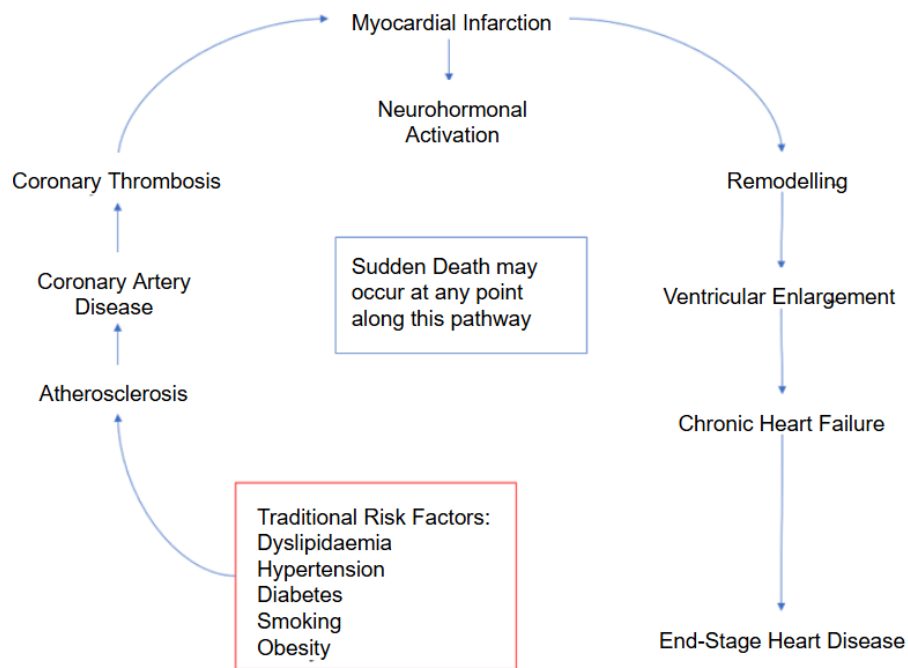 Myocardial Infarction
Neurohormonal
Activation
Coronary Thrombosis
Remodelling
Sudden Death may
occur at any point
along this pathway
Coronary Artery
Disease
Ventricular Enlargement
Atherosclerosis
Chronic Heart Failure
Traditional Risk Factors:
Dyslipidaemia
Hypertension
Diabetes
Smoking
Obesity
End-Stage Heart Disease